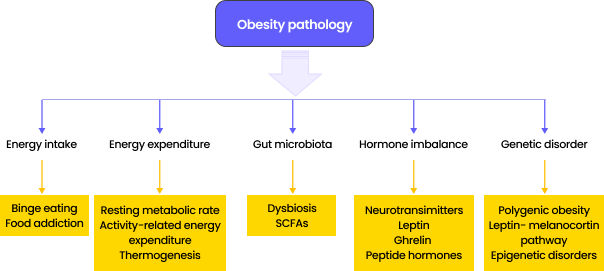 Obesity pathology
Energy intake
Energy expenditure
Gut microbiota
Hormone imbalance
Genetic disorder
Binge eating
Food addiction
Resting metabolic rate
Activity-related energy
expenditure
Thermogenesis
Dysbiosis
SCFAs
Neurotransimitters
Leptin
Ghrelin
Peptide hormones
Polygenic obesity
Leptin- melanocortin
pathway
Epigenetic disorders